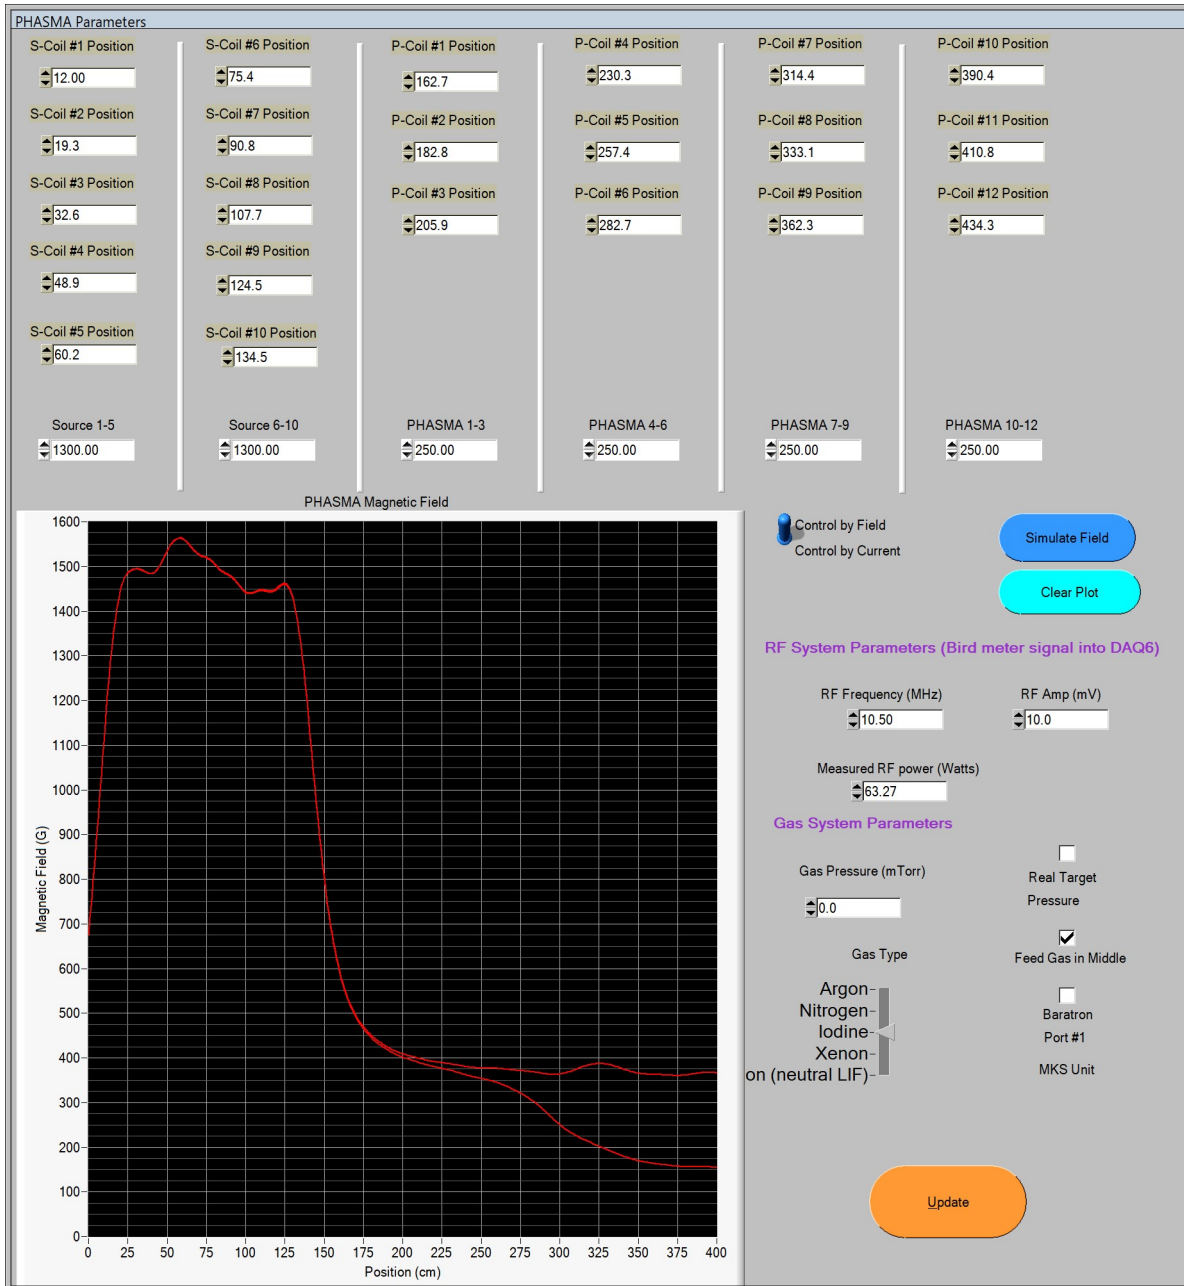 PHASMA Parameters
S-Coil #1 Position
12.00
S-Coil #2 Position
19.3
S-Coil #3 Position
32.6
S-Coil #4 Position
48.9
S-Coil #5 Position
60.2
Source 1-5
1300.00
S-Coil #6 Position
75.4
S-Coil #7 Position
90.8
S-Coil #8 Position
107.7
S-Coil #9 Position
124.5
S-Coil #10 Position
134.5
Source 6-10
1300.00
P-Coil #1 Position
162.7
P-Coil #2 Position
182.8
P-Coil #3 Position
205.9
PHASMA 1-3
250.00
P-Coil #4 Position
230.3
P-Coil #5 Position
257.4
P-Coil #6 Position
282.7
PHASMA 4-6
250.00
P-Coil #7 Position
314.4
P-Coil #8 Position
333.1
P-Coil #9 Position
362.3
PHASMA 7-9
250.00
P-Coil #10 Position
390.4
P-Coil #11 Position
410.8
P-Coil #12 Position
434.3
PHASMA 10-12
250.00
PHASMA Magnetic Field
1600
1500
1400
1300
1200
1100
1000
900
800
700
600
500
400
300
200
100
0
Magnetic Field (G)
0 25 50 75 100 125 150 175 200 225 250 275 300 325 350 375 400
Position (cm)
Control by Field
Control by Current
Simulate Field
Clear Plot
RF System Parameters (Bird meter signal into DAQ6)
RF Frequency (MHz)
10.50
RF Amp (mV)
10.0
Measured RF power (Watts)
63.27
Gas System Parameters
Gas Pressure (mTorr)
0.0
Real Target
Pressure
Feed Gas in Middle
Baratron
Port #1
MKS Unit
Gas Type
Argon
Nitrogen
Iodine
Xenon
on (neutral LIF)
Update